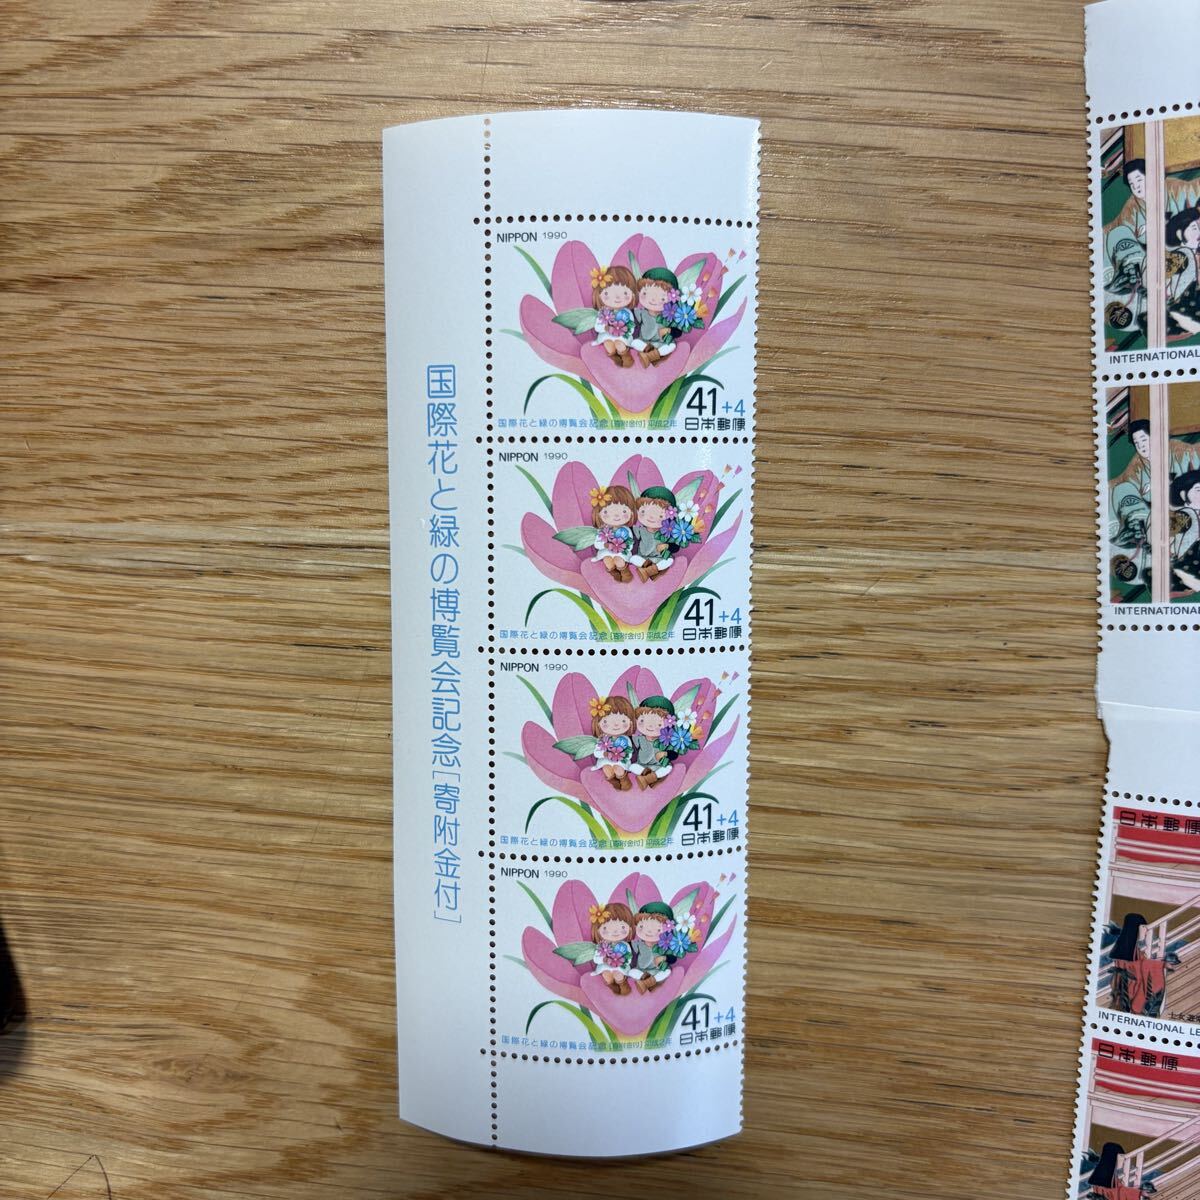 国際花と緑の博覧会記念[寄附金付]
NIPPON 1990
41+4
国際花と緑の博覧会記念[寄附金付]平成2年
日本郵便
NIPPON 1990
41+4
国際花と緑の博覧会記念[寄附金付]平成2年
日本郵便
NIPPON 1990
41+4
国際花と緑の博覧会記念[寄附金付]平成2年
日本郵便
NIPPON 1990
41+4
国際花と緑の博覧会記念[寄附金付]平成2年
日本郵便
INTERNATIONAL
INTERNATIONAL
日本郵便
INTERNATIONAL LE
日本郵便